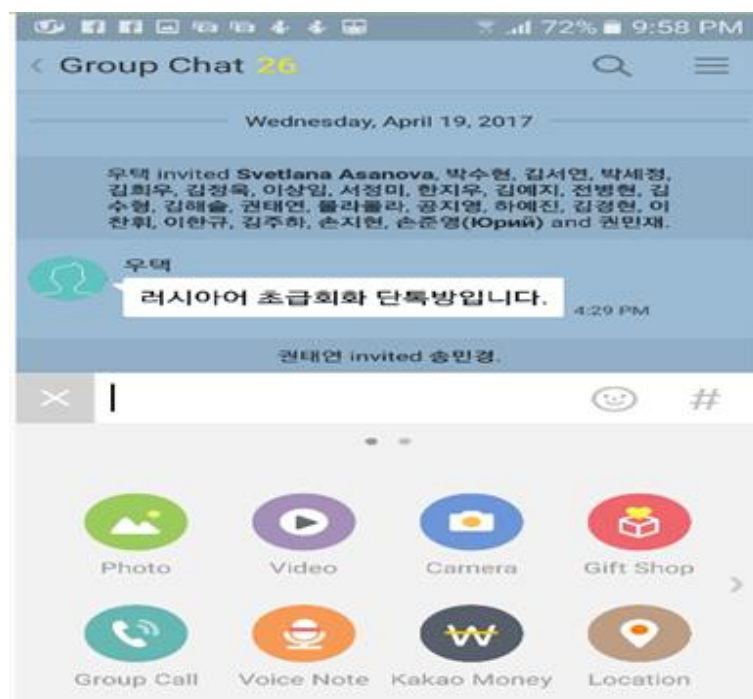 72% 9:58 PM
Group Chat 26
Wednesday, April 19, 2017
우택 invited Svetlana Asanova, 박수현, 김서연, 박세정,
김희우, 김정욱, 이상임, 서정미, 한지우, 김예지, 전병현, 김
수형, 김해솔, 권태연, 몰라몰라, 공지영, 하예진, 김경현, 이
찬휘, 이한규, 김주하, 손지현, 손준영(Юрий) and 권민재.
우택
러시아어 초급회화 단톡방입니다.
4:29 PM
권태연 invited 송민경.
#
Photo Video Camera Gift Shop
Group Call Voice Note Kakao Money Location